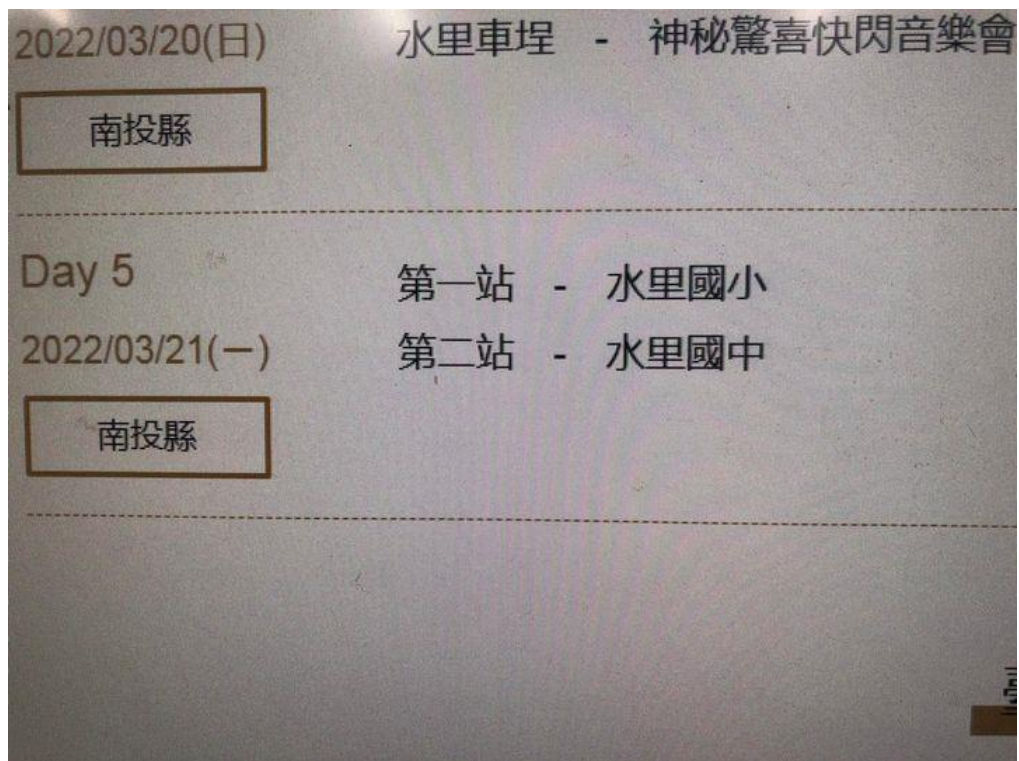 2022/03/20(日) 水里車埕 - 神秘驚喜快閃音樂會
南投縣
Day 5 第一站 - 水里國小
2022/03/21(一) 第二站 - 水里國中
南投縣